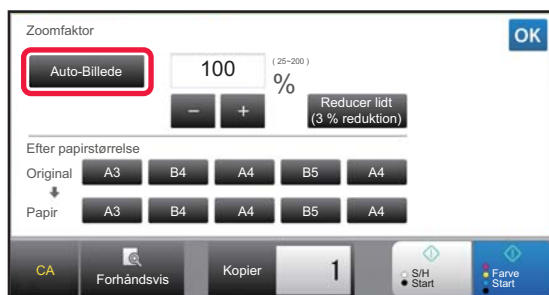 Zoomfaktor
OK
Auto-Billede
100
(25~200)
%
−
+
Reducer lidt
(3 % reduktion)
Efter papirstørrelse
Original A3 B4 A4 B5 A4
Papir A3 B4 A4 B5 A4
CA
Forhåndsvis
Kopier
1
S/H
Start
Farve
Start